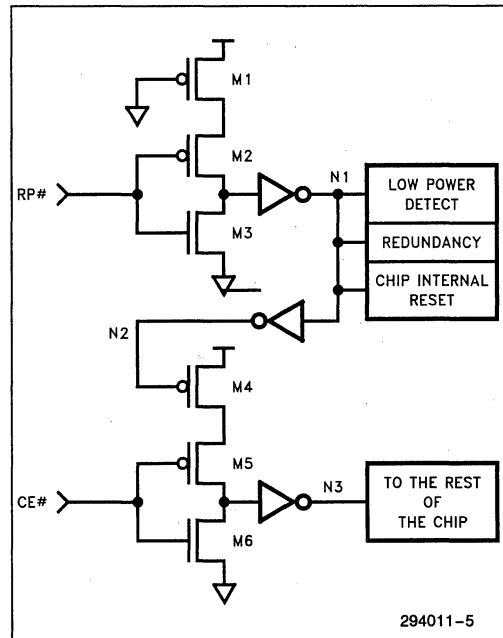 M1
M2
RP#
M3
N1
LOW POWER
DETECT
REDUNDANCY
CHIP INTERNAL
RESET
N2
M4
M5
CE#
M6
N3
TO THE REST
OF
THE CHIP
294011-5